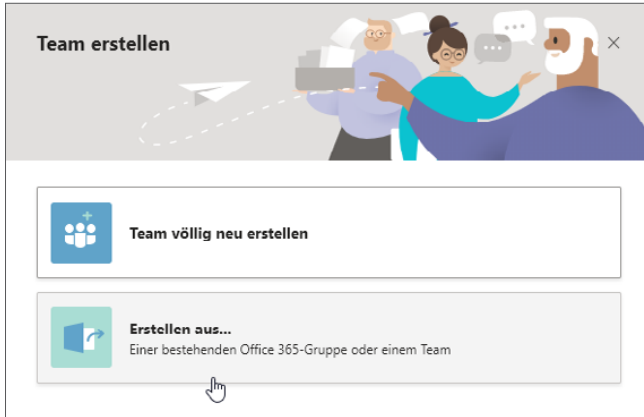 Team erstellen
Team völlig neu erstellen
Erstellen aus...
Einer bestehenden Office 365-Gruppe oder einem Team